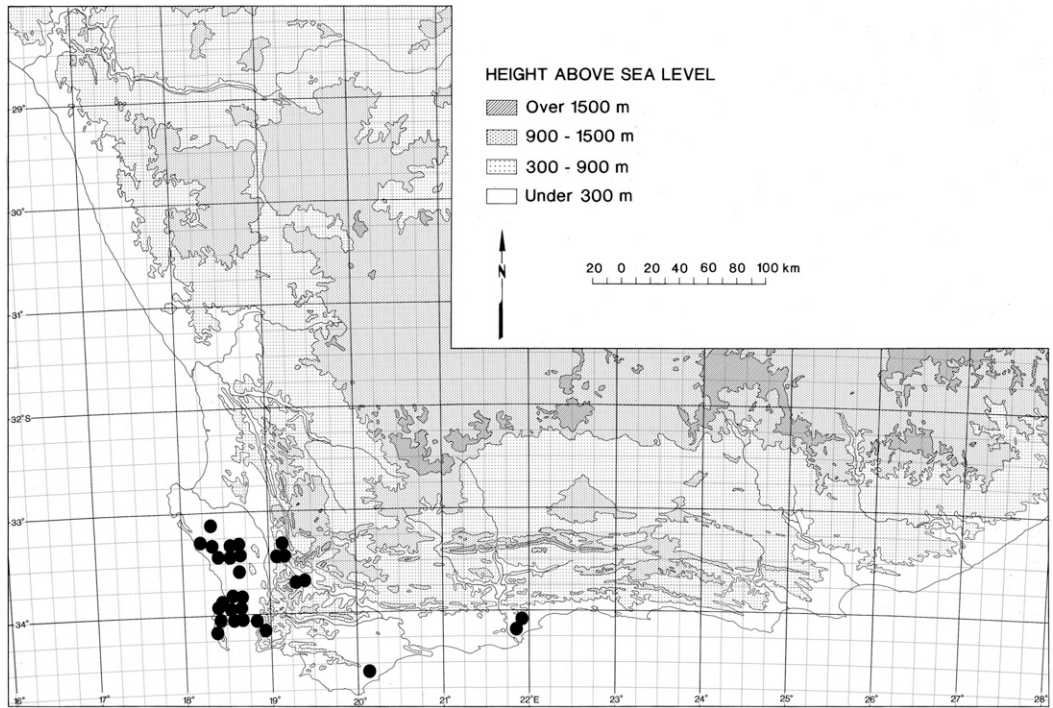 HEIGHT ABOVE SEA LEVEL
Over 1500 m
900 - 1500 m
300 - 900 m
Under 300 m
N
20 0 20 40 60 80 100 km
29°
30°
31°
32°S
33°
34°
16° 17° 18° 19° 20° 21° 22°E 23° 24° 25° 26° 27° 28°